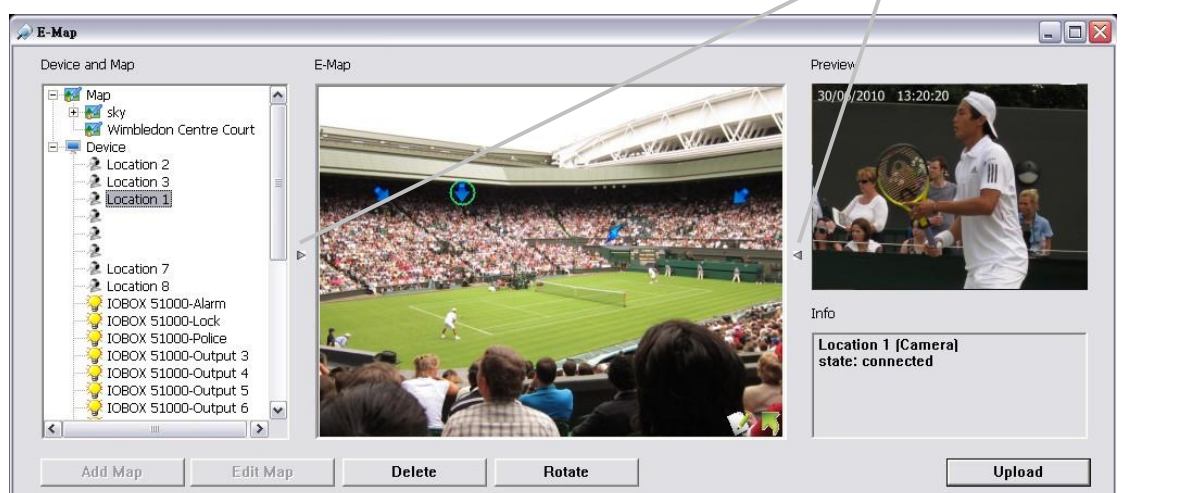 E-Map
Device and Map
Map
sky
Wimbledon Centre Court
Device
Location 2
Location 3
Location 1
Location 7
Location 8
IOBOX 51000-Alarm
IOBOX 51000-Lock
IOBOX 51000-Police
IOBOX 51000-Output 3
IOBOX 51000-Output 4
IOBOX 51000-Output 5
IOBOX 51000-Output 6
E-Map
Preview
30/06/2010 13:20:20
Info
Location 1 (Camera)
state: connected
Add Map
Edit Map
Delete
Rotate
Upload